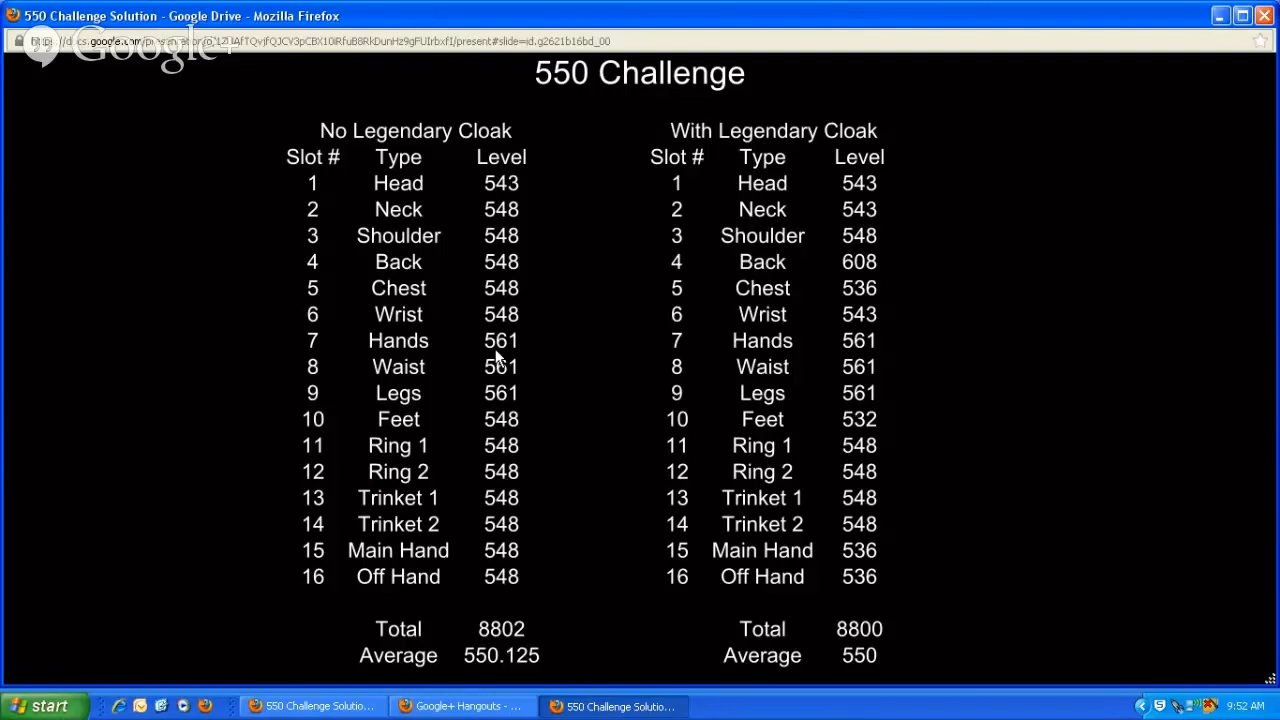 550 Challenge Solution - Google Drive - Mozilla Firefox
Google+
550 Challenge
No Legendary Cloak With Legendary Cloak
Slot # Type Level Slot # Type Level
1 Head 543 1 Head 543
2 Neck 548 2 Neck 543
3 Shoulder 548 3 Shoulder 548
4 Back 548 4 Back 608
5 Chest 548 5 Chest 536
6 Wrist 548 6 Wrist 543
7 Hands 561 7 Hands 561
8 Waist 561 8 Waist 561
9 Legs 561 9 Legs 561
10 Feet 548 10 Feet 532
11 Ring 1 548 11 Ring 1 548
12 Ring 2 548 12 Ring 2 548
13 Trinket 1 548 13 Trinket 1 548
14 Trinket 2 548 14 Trinket 2 548
15 Main Hand 548 15 Main Hand 536
16 Off Hand 548 16 Off Hand 536
Total 8802 Total 8800
Average 550.125 Average 550
start 550 Challenge Solutio... Google+ Hangouts - ... 550 Challenge Solutio... 9:52 AM